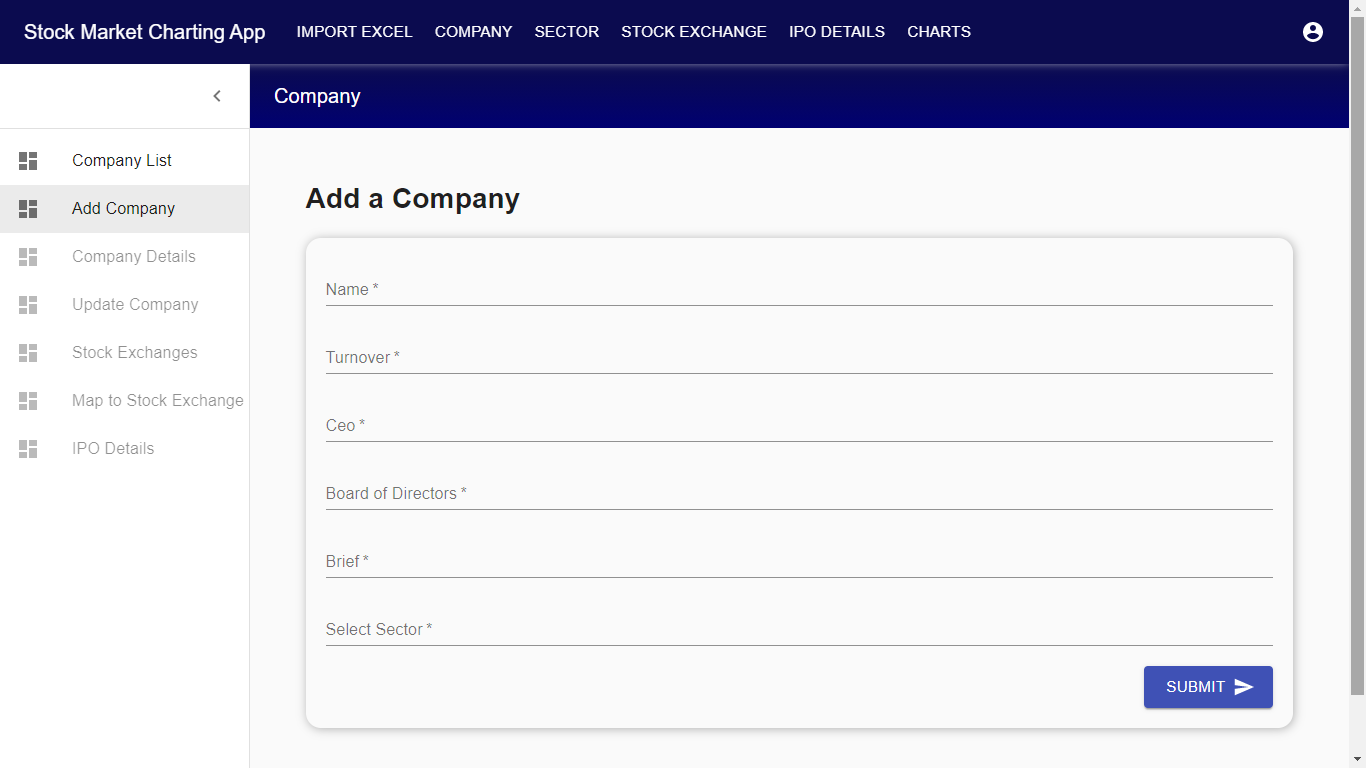 Stock Market Charting App IMPORT EXCEL COMPANY SECTOR STOCK EXCHANGE IPO DETAILS CHARTS
Company
Company List
Add Company
Company Details
Update Company
Stock Exchanges
Map to Stock Exchange
IPO Details
Add a Company
Name *
Turnover *
Ceo *
Board of Directors *
Brief *
Select Sector *
SUBMIT